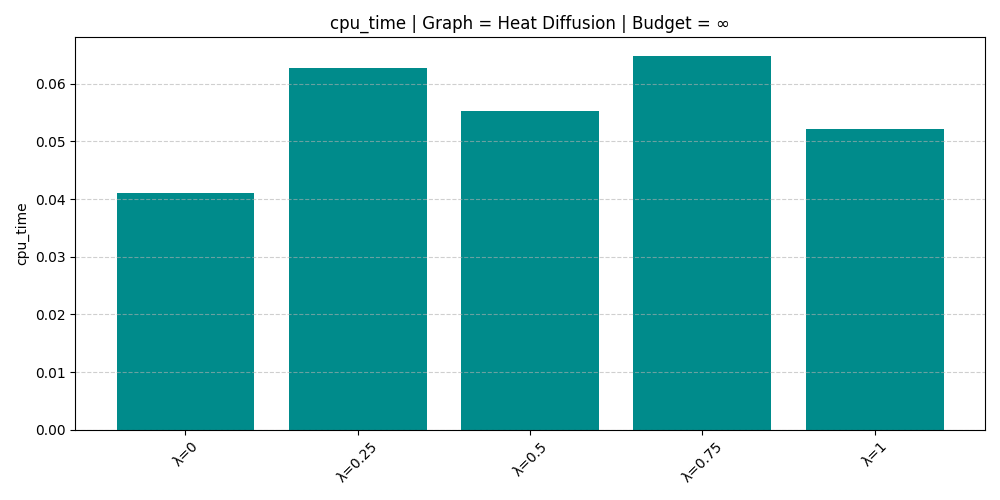 cpu_time | Graph = Heat Diffusion | Budget = ∞
cpu_time
0.06
0.05
0.04
0.03
0.02
0.01
0.00
λ=0
λ=0.25
λ=0.5
λ=0.75
λ=1